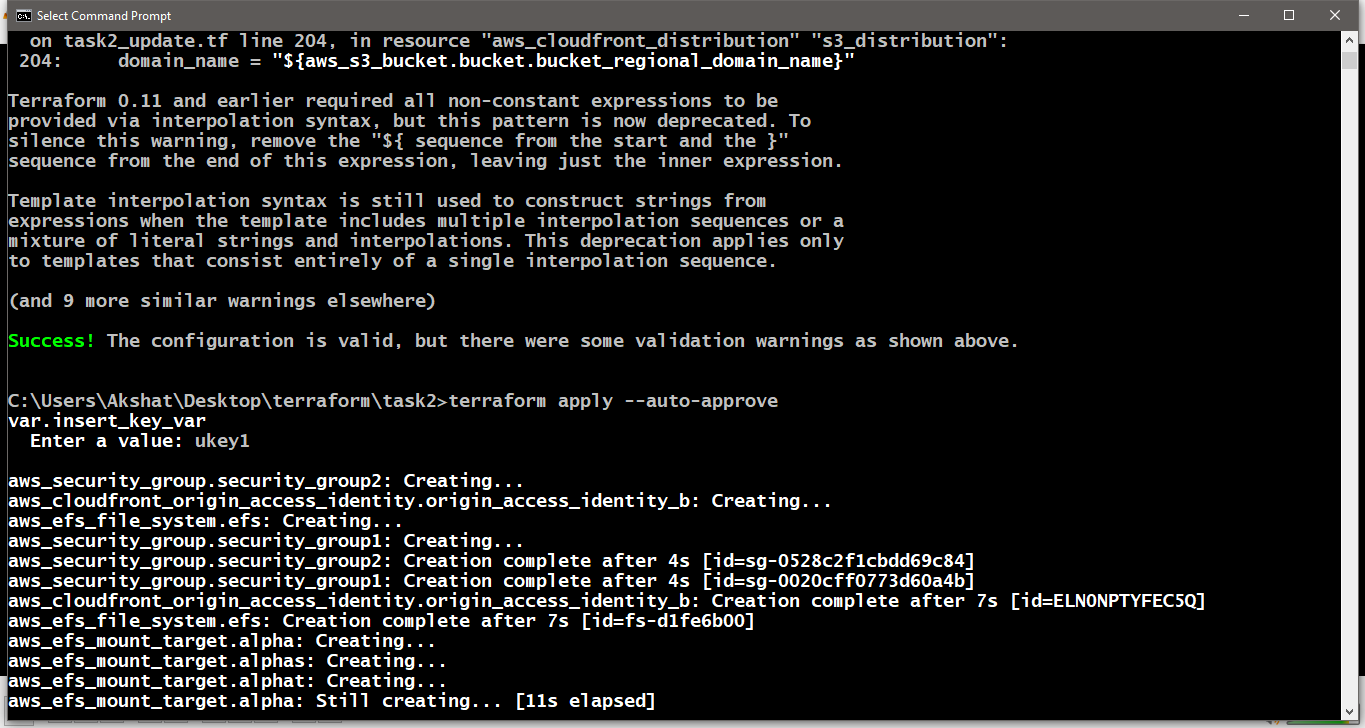 Select Command Prompt
on task2_update.tf line 204, in resource "aws_cloudfront_distribution" "s3_distribution":
204:     domain_name = "${aws_s3_bucket.bucket.bucket_regional_domain_name}"
Terraform 0.11 and earlier required all non-constant expressions to be
provided via interpolation syntax, but this pattern is now deprecated. To
silence this warning, remove the "${ sequence from the start and the }"
sequence from the end of this expression, leaving just the inner expression.
Template interpolation syntax is still used to construct strings from
expressions when the template includes multiple interpolation sequences or a
mixture of literal strings and interpolations. This deprecation applies only
to templates that consist entirely of a single interpolation sequence.
(and 9 more similar warnings elsewhere)
Success! The configuration is valid, but there were some validation warnings as shown above.
C:\Users\Akshat\Desktop\terraform\task2>terraform apply --auto-approve
var.insert_key_var
Enter a value: ukey1
aws_security_group.security_group2: Creating...
aws_cloudfront_origin_access_identity.origin_access_identity_b: Creating...
aws_efs_file_system.efs: Creating...
aws_security_group.security_group1: Creating...
aws_security_group.security_group2: Creation complete after 4s [id=sg-0528c2f1cbdd69c84]
aws_security_group.security_group1: Creation complete after 4s [id=sg-0020cff0773d60a4b]
aws_cloudfront_origin_access_identity.origin_access_identity_b: Creation complete after 7s [id=ELN0NPTYFEC5Q]
aws_efs_file_system.efs: Creation complete after 7s [id=fs-d1fe6b00]
aws_efs_mount_target.alpha: Creating...
aws_efs_mount_target.alphas: Creating...
aws_efs_mount_target.alphat: Creating...
aws_efs_mount_target.alpha: Still creating... [11s elapsed]